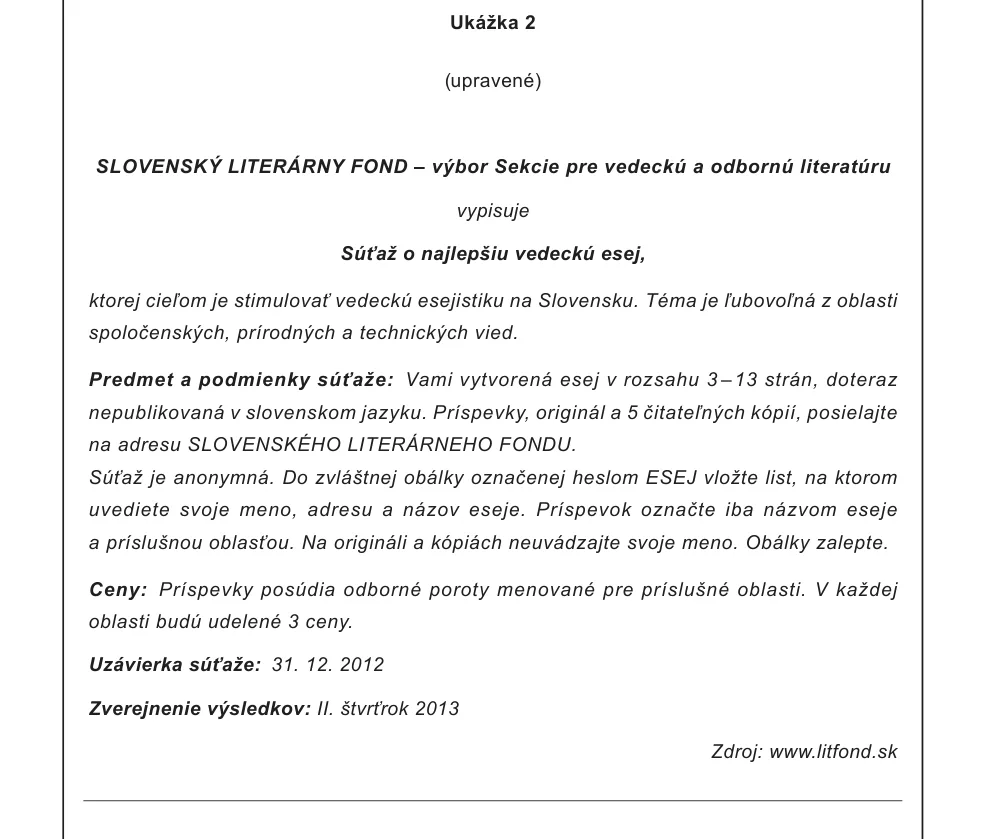 Ukážka 2
(upravené)
SLOVENSKÝ LITERÁRNY FOND – výbor Sekcie pre vedeckú a odbornú literatúru
vypisuje
Súťaž o najlepšiu vedeckú esej,
ktorej cieľom je stimulovať vedeckú esejistiku na Slovensku. Téma je ľubovoľná z oblasti
spoločenských, prírodných a technických vied.
Predmet a podmienky súťaže: Vami vytvorená esej v rozsahu 3–13 strán, doteraz
nepublikovaná v slovenskom jazyku. Príspevky, originál a 5 čitateľných kópií, posielajte
na adresu SLOVENSKÉHO LITERÁRNEHO FONDU.
Súťaž je anonymná. Do zvláštnej obálky označenej heslom ESEJ vložte list, na ktorom
uvediete svoje meno, adresu a názov eseje. Príspevok označte iba názvom eseje
a príslušnou oblasťou. Na origináli a kópiách neuvádzajte svoje meno. Obálky zalepte.
Ceny: Príspevky posúdia odborné poroty menované pre príslušné oblasti. V každej
oblasti budú udelené 3 ceny.
Uzávierka súťaže: 31. 12. 2012
Zverejnenie výsledkov: II. štvrťrok 2013
Zdroj: www.litfond.sk